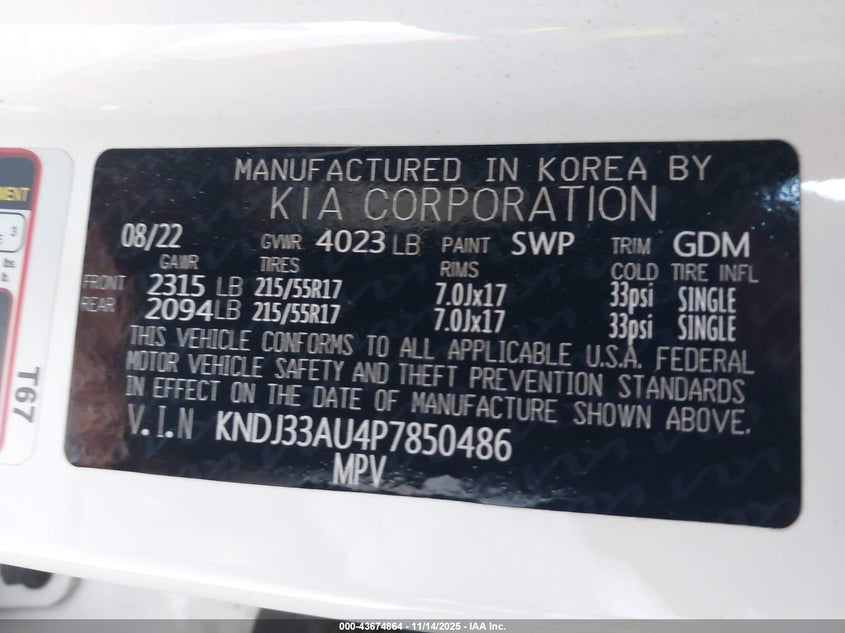 MANUFACTURED IN KOREA BY
KIA CORPORATION
08/22 GVWR 4023 LB PAINT SWP TRIM GDM
GAWR TIRES RIMS COLD TIRE INFL
FRONT 2315 LB 215/55R17 7.0Jx17 33psi SINGLE
REAR 2094 LB 215/55R17 7.0Jx17 33psi SINGLE
THIS VEHICLE CONFORMS TO ALL APPLICABLE U.S.A. FEDERAL
MOTOR VEHICLE SAFETY AND THEFT PREVENTION STANDARDS
IN EFFECT ON THE DATE OF MANUFACTURE SHOWN ABOVE.
V.I.N KNDJ33AU4P7850486
MPV
T67
3
lbs.
000-43674864 | 11/14/2025 - IAA Inc.